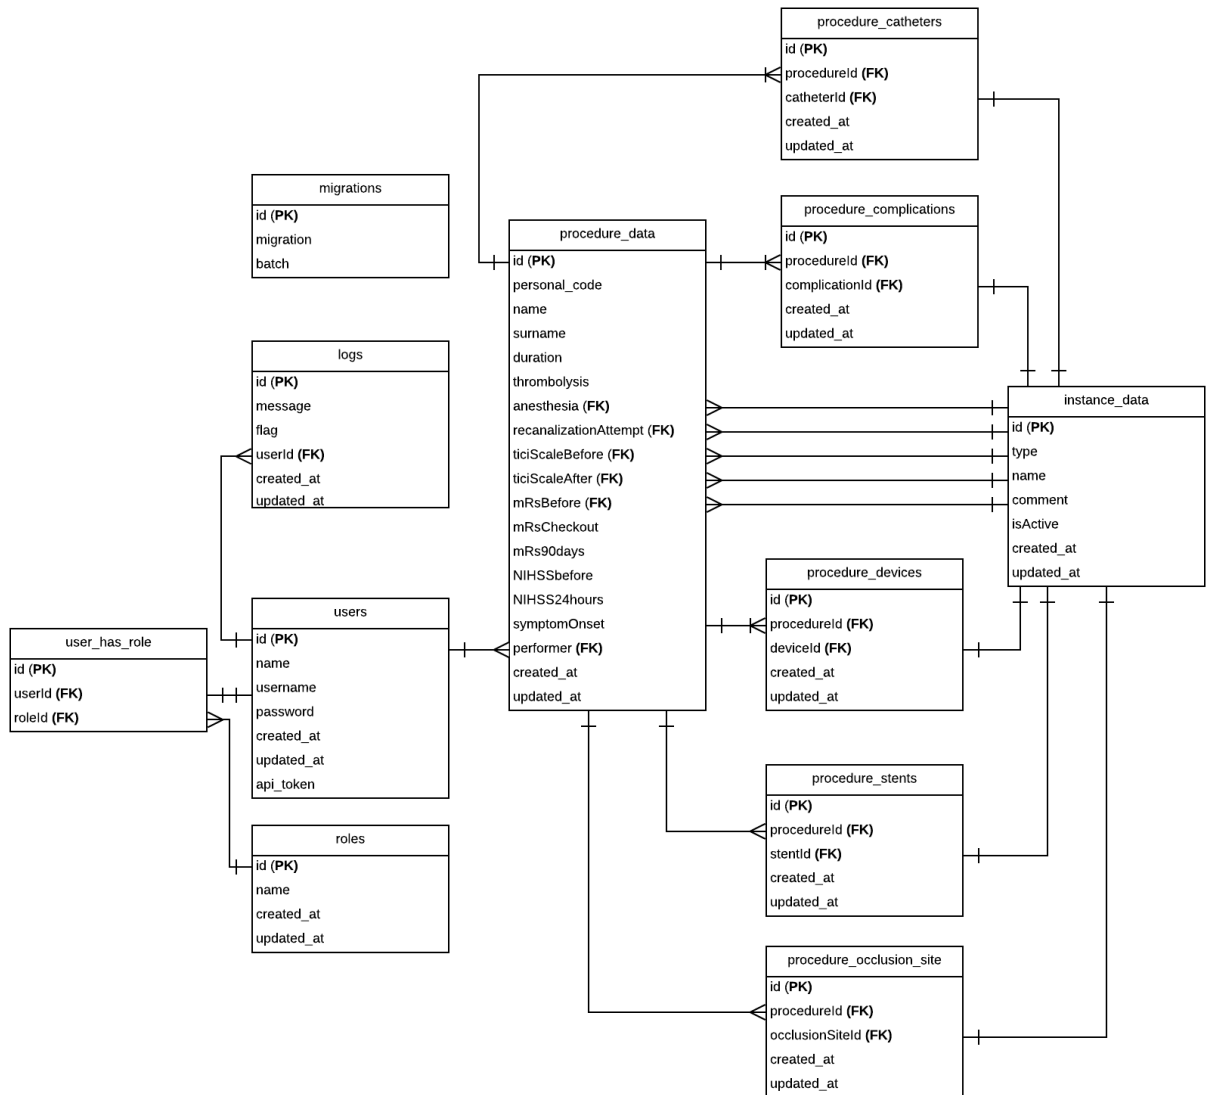 procedure_catheters
id (PK)
procedureId (FK)
catheterId (FK)
created_at
updated_at
migrations
id (PK)
migration
batch
procedure_complications
id (PK)
procedureId (FK)
complicationId (FK)
created_at
updated_at
procedure_data
id (PK)
personal_code
name
surname
duration
thrombolysis
anesthesia (FK)
recanalizationAttempt (FK)
ticiScaleBefore (FK)
ticiScaleAfter (FK)
mRsBefore (FK)
mRsCheckout
mRs90days
NIHSSbefore
NIHSS24hours
symptomOnset
performer (FK)
created_at
updated_at
logs
id (PK)
message
flag
userId (FK)
created_at
updated_at
instance_data
id (PK)
type
name
comment
isActive
created_at
updated_at
procedure_devices
id (PK)
procedureId (FK)
deviceId (FK)
created_at
updated_at
users
id (PK)
name
username
password
created_at
updated_at
api_token
user_has_role
id (PK)
userId (FK)
roleId (FK)
procedure_stents
id (PK)
procedureId (FK)
stentId (FK)
created_at
updated_at
roles
id (PK)
name
created_at
updated_at
procedure_occlusion_site
id (PK)
procedureId (FK)
occlusionSiteId (FK)
created_at
updated_at